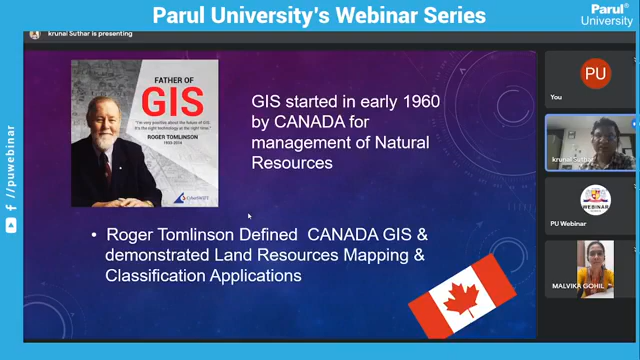 Parul University's Webinar Series
Parul®
University
krunal Suthar is presenting
FATHER OF
GIS
"I'm very positive about the future of GIS:
It's the right technology at the right time."
ROGER TOMLINSON
1933-2014
CyberSWIFT
GIS started in early 1960
by CANADA for
management of Natural
Resources
• Roger Tomlinson Defined CANADA GIS &
demonstrated Land Resources Mapping &
Classification Applications
PU
You
krunal Suthar
WEBINAR
PU Webinar
MALVIKA GOHIL
//puwebinar